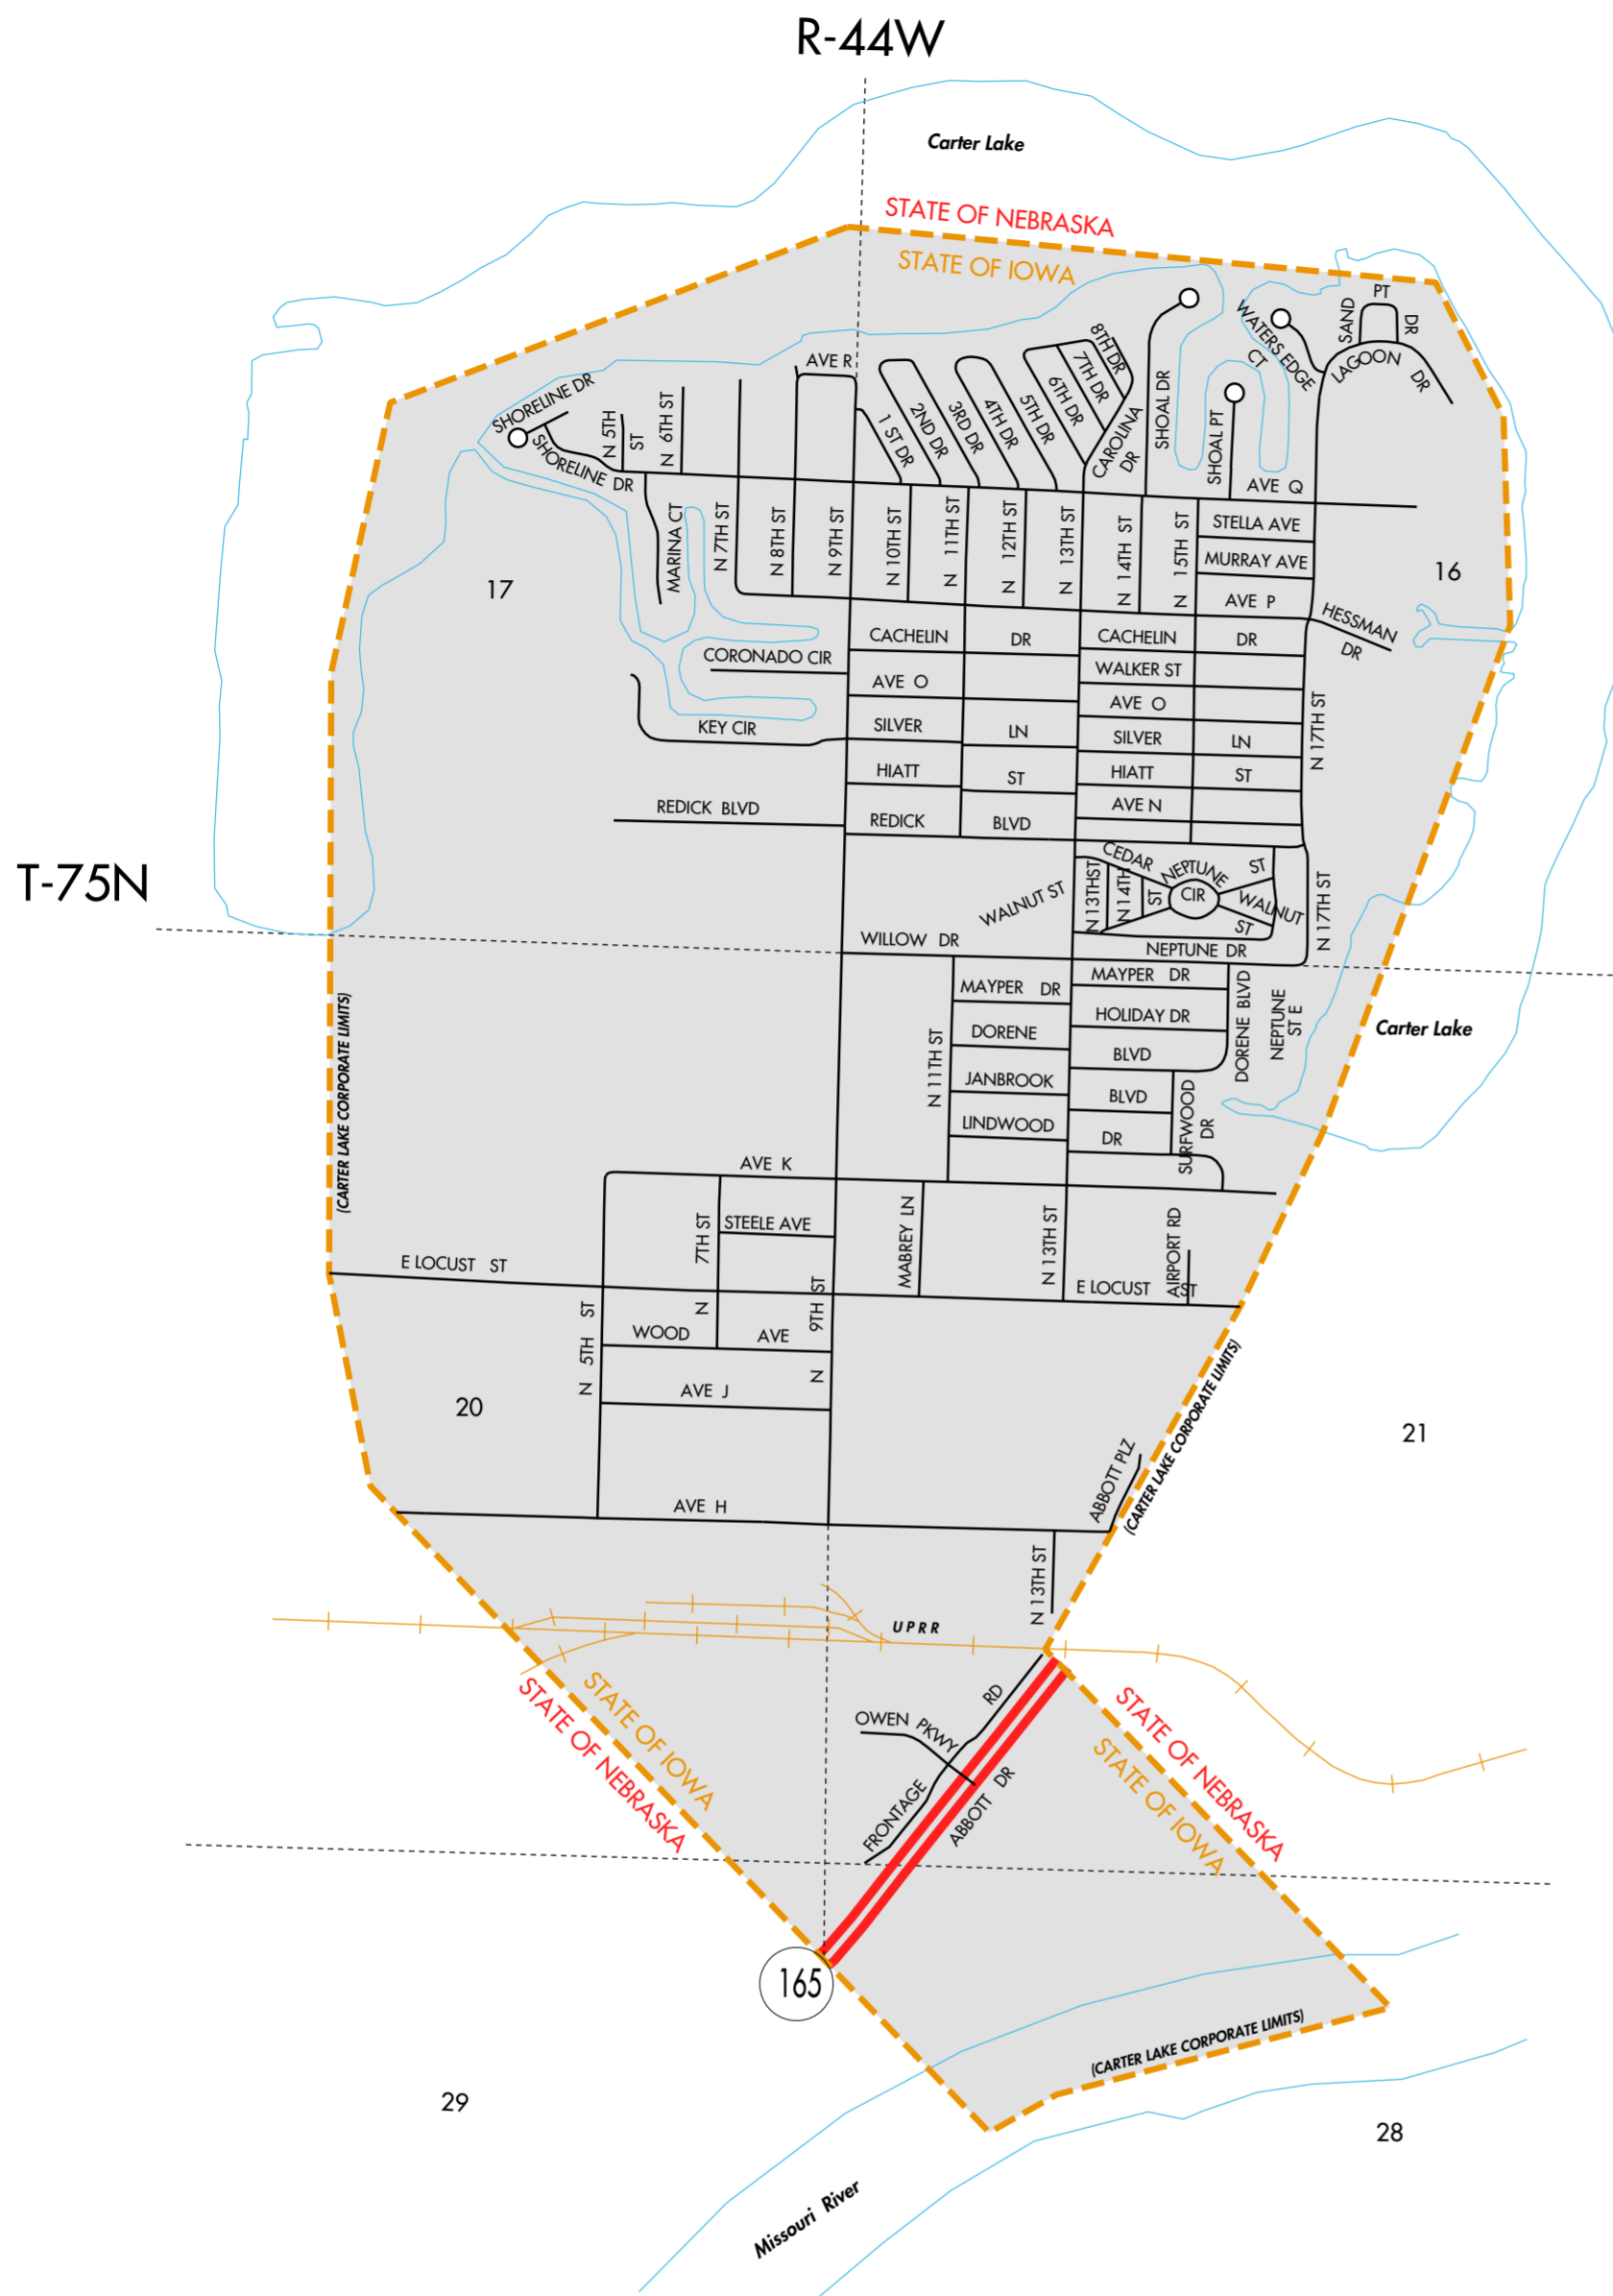 R-44W
Carter Lake
STATE OF NEBRASKA
STATE OF IOWA
PT
SAND
DR
WATERS EDGE
CT
LAGOON
DR
8TH DR
7TH DR
6TH DR
5TH DR
4TH DR
3RD DR
2ND DR
1 ST DR
AVE R
SHOAL DR
CAROLINA
DR
SHOAL PT
SHORELINE DR
SHORELINE DR
N 5TH
ST
N 6TH ST
AVE Q
MARINA CT
N 7TH ST
N 8TH ST
N 9TH ST
N 10TH ST
N 11TH ST
N 12TH ST
N 13TH ST
N 14TH ST
N 15TH ST
STELLA AVE
MURRAY AVE
AVE P
16
17
HESSMAN
DR
CACHELIN
DR
CACHELIN
DR
CORONADO CIR
WALKER ST
AVE O
AVE O
N 17TH ST
KEY CIR
SILVER
LN
SILVER
LN
HIATT
ST
HIATT
ST
AVE N
REDICK BLVD
REDICK
BLVD
T-75N
CEDAR
NEPTUNE
CIR
ST
N 13TH ST
N 14TH
ST
WALNUT
ST
WALNUT ST
N 17TH ST
WILLOW DR
NEPTUNE DR
MAYPER DR
MAYPER DR
DORENE BLVD
NEPTUNE
ST E
HOLIDAY DR
Carter Lake
(CARTER LAKE CORPORATE LIMITS)
N 11TH ST
DORENE
BLVD
JANBROOK
BLVD
LINDWOOD
DR
SURFWOOD
DR
AVE K
7TH ST
N
STEELE AVE
MABREY LN
N 13TH ST
AIRPORT RD
E LOCUST ST
E LOCUST ST
N 5TH ST
9TH ST
N
WOOD
AVE
AVE J
20
21
(CARTER LAKE CORPORATE LIMITS)
ABBOTT PLZ
AVE H
N 13TH ST
UPRR
STATE OF IOWA
STATE OF NEBRASKA
RD
OWEN PKWY
FRONTAGE
ABBOTT DR
STATE OF NEBRASKA
STATE OF IOWA
165
(CARTER LAKE CORPORATE LIMITS)
29
28
Missouri River